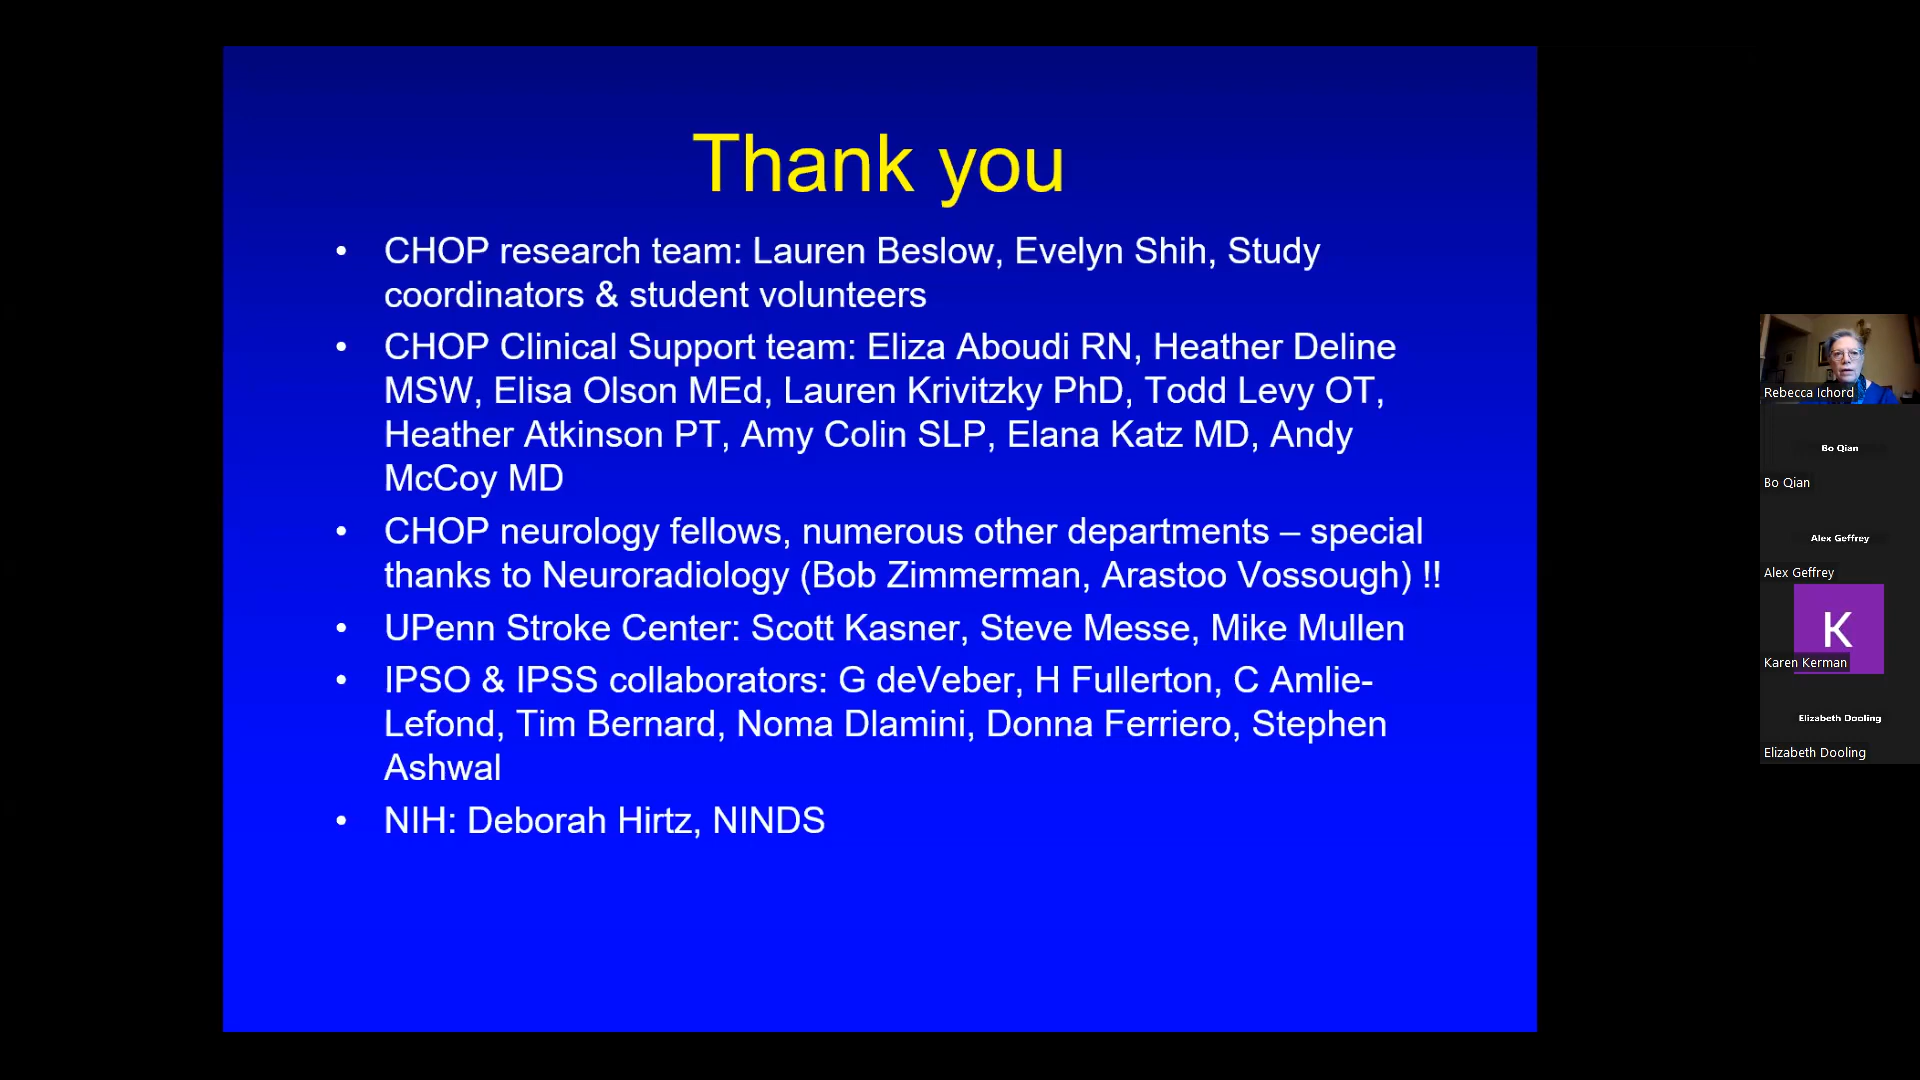 Thank you
• CHOP research team: Lauren Beslow, Evelyn Shih, Study
coordinators & student volunteers
• CHOP Clinical Support team: Eliza Aboudi RN, Heather Deline
MSW, Elisa Olson MEd, Lauren Krivitzky PhD, Todd Levy OT,
Heather Atkinson PT, Amy Colin SLP, Elana Katz MD, Andy
McCoy MD
• CHOP neurology fellows, numerous other departments – special
thanks to Neuroradiology (Bob Zimmerman, Arastoo Vossough) !!
• UPenn Stroke Center: Scott Kasner, Steve Messe, Mike Mullen
• IPSO & IPSS collaborators: G deVeber, H Fullerton, C Amlie-
Lefond, Tim Bernard, Noma Dlamini, Donna Ferriero, Stephen
Ashwal
• NIH: Deborah Hirtz, NINDS
Rebecca Ichord
Bo Qian
Bo Qian
Alex Geffrey
Alex Geffrey
K
Karen Kerman
Elizabeth Dooling
Elizabeth Dooling